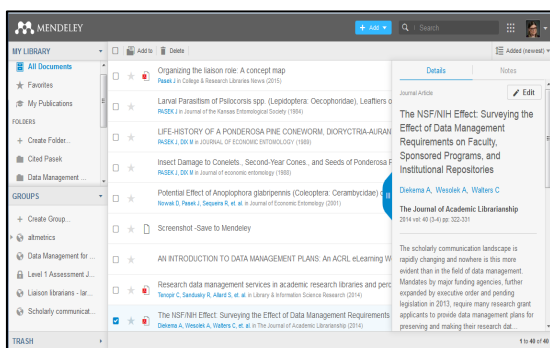 MENDELEY
+ Add
Search
MY LIBRARY
Add to
Delete
Added (newest)
All Documents
Favorites
My Publications
FOLDERS
+ Create Folder...
Cited Pasek
Data Management ...
GROUPS
+ Create Group...
altmetrics
Data Management for ...
Level 1 Assessment J...
Liaison librarians - lar...
Scholarly communicat...
TRASH
Organizing the liaison role: A concept map
Pasek J in College & Research Libraries News (2015)
Larval Parasitism of Psilocorsis spp. (Lepidoptera: Oecophoridae), Leaftiers o
PASEK J in Journal of the Kansas Entomological Society (1984)
LIFE-HISTORY OF A PONDEROSA PINE CONEWORM, DIORYCTRIA-AURAN
PASEK J, DIX M in JOURNAL OF ECONOMIC ENTOMOLOGY (1989)
Insect Damage to Conelets, Second-Year Cones, and Seeds of Ponderosa P
PASEK J, DIX M in Journal of economic entomology (1988)
Potential Effect of Anoplophora glabripennis (Coleoptera: Cerambycidae) o
Nowak D, Pasek J, Sequeira R, et. al. in Journal of Economic Entomology (2001)
Screenshot -Save to Mendeley
AN INTRODUCTION TO DATA MANAGEMENT PLANS: An ACRL eLearning W
Research data management services in academic research libraries and perc
Tenopir C, Sandusky R, Allard S, et. al. in Library & Information Science Research (2014)
The NSF/NIH Effect: Surveying the Effect of Data Management Requirements
Diekema A, Wesolek A, Walters C, et. al. in The Journal of Academic Librarianship (2014)
Details
Notes
Journal Article
Edit
The NSF/NIH Effect: Surveying the
Effect of Data Management
Requirements on Faculty,
Sponsored Programs, and
Institutional Repositories
Diekema A, Wesolek A, Walters C
The Journal of Academic Librarianship
2014 vol: 40 (3-4) pp: 322-331
The scholarly communication landscape is
rapidly changing and nowhere is this more
evident than in the field of data management.
Mandates by major funding agencies, further
expanded by executive order and pending
legislation in 2013, require many research grant
applicants to provide data management plans for
preserving and making their research dat...
1 to 40 of 40